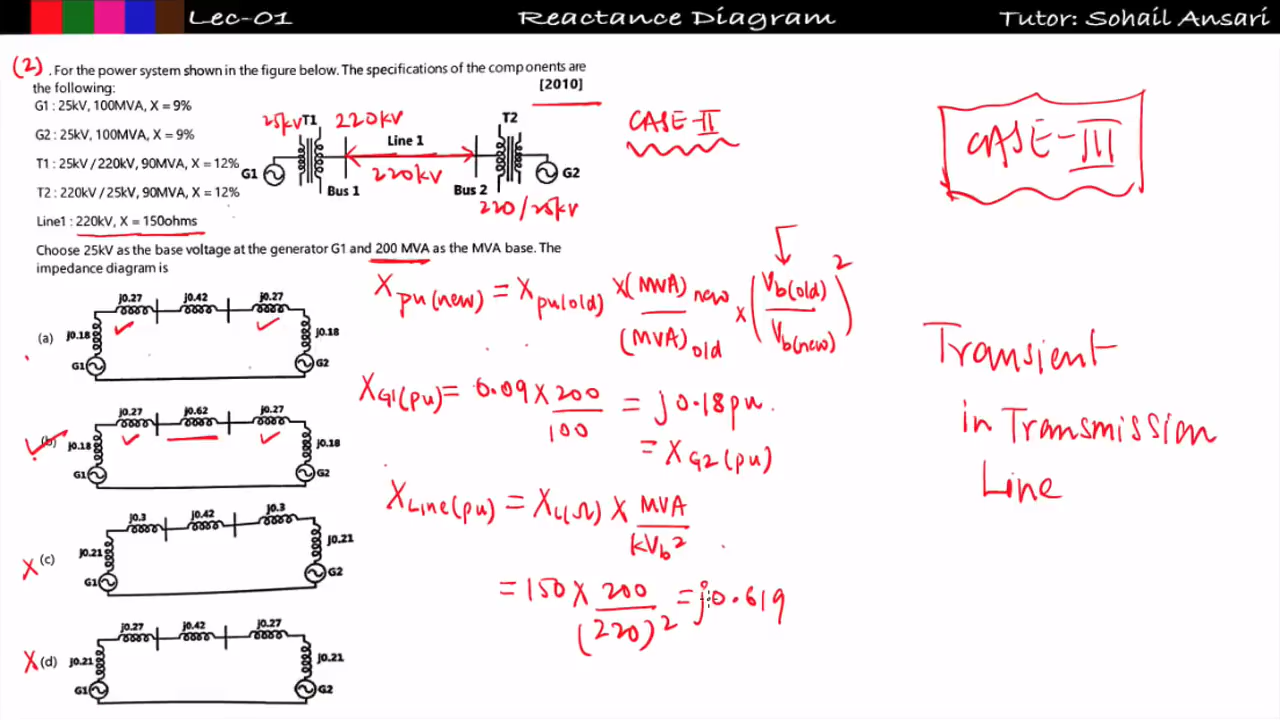 Lec-01 Reactance Diagram Tutor: Sohail Ansari
(2) . For the power system shown in the figure below. The specifications of the components are
the following: [2010]
G1 : 25kV, 100MVA, X = 9%
G2 : 25kV, 100MVA, X = 9%
T1 : 25kV / 220kV, 90MVA, X = 12%
T2 : 220kV / 25kV, 90MVA, X = 12%
Line1 : 220kV, X = 150ohms
25kV T1 220kV T2
Line 1
G1 220kV G2
Bus 1 Bus 2
220/25kV
CASE-II
CASE-III
Choose 25kV as the base voltage at the generator G1 and 200 MVA as the MVA base. The
impedance diagram is
(a) j0.27 j0.42 j0.27
j0.18 j0.18
G1 G2
(b) j0.27 j0.62 j0.27
j0.18 j0.18
G1 G2
X (c) j0.3 j0.42 j0.3
j0.21 j0.21
G1 G2
X (d) j0.27 j0.42 j0.27
j0.21 j0.21
G1 G2
Xpu(new) = Xpu(old) × (MVA)new / (MVA)old × (Vb(old) / Vb(new))²
XG1(pu) = 0.09 × 200 / 100 = j0.18pu.
= XG2(pu)
XLine(pu) = XL(Ω) × MVA / kVb²
= 150 × 200 / (220)² = j0.619
Transient
in Transmission
Line